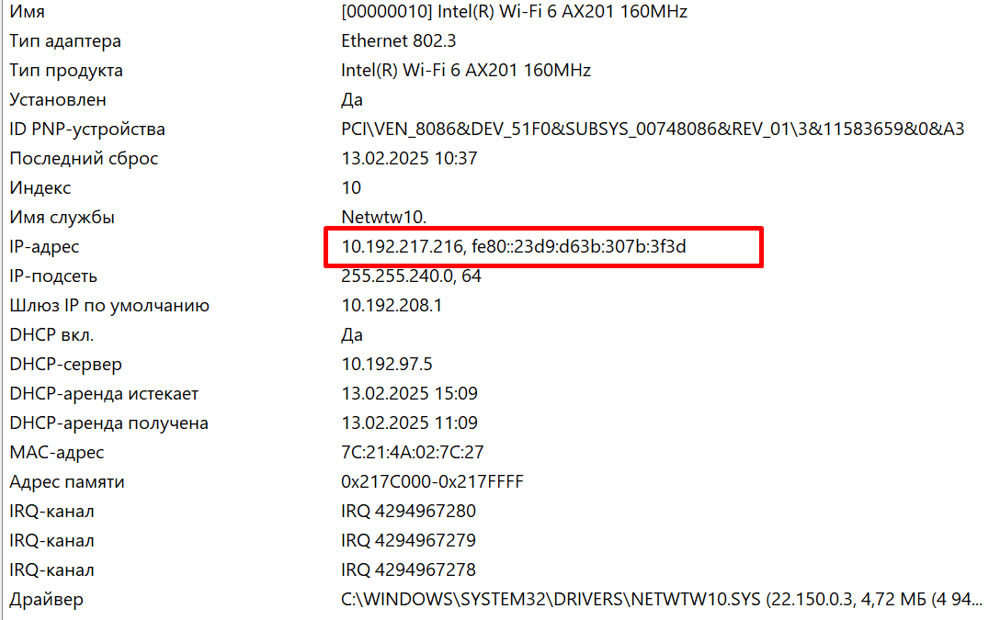 Имя [00000010] Intel(R) Wi-Fi 6 AX201 160MHz
Тип адаптера Ethernet 802.3
Тип продукта Intel(R) Wi-Fi 6 AX201 160MHz
Установлен Да
ID PNP-устройства PCI\VEN_8086&DEV_51F0&SUBSYS_00748086&REV_01\3&11583659&0&A3
Последний сброс 13.02.2025 10:37
Индекс 10
Имя службы Netwtw10.
IP-адрес 10.192.217.216, fe80::23d9:d63b:307b:3f3d
IP-подсеть 255.255.240.0, 64
Шлюз IP по умолчанию 10.192.208.1
DHCP вкл. Да
DHCP-сервер 10.192.97.5
DHCP-аренда истекает 13.02.2025 15:09
DHCP-аренда получена 13.02.2025 11:09
MAC-адрес 7C:21:4A:02:7C:27
Адрес памяти 0x217C000-0x217FFFF
IRQ-канал IRQ 4294967280
IRQ-канал IRQ 4294967279
IRQ-канал IRQ 4294967278
Драйвер C:\WINDOWS\SYSTEM32\DRIVERS\NETWTW10.SYS (22.150.0.3, 4,72 МБ (4 94...